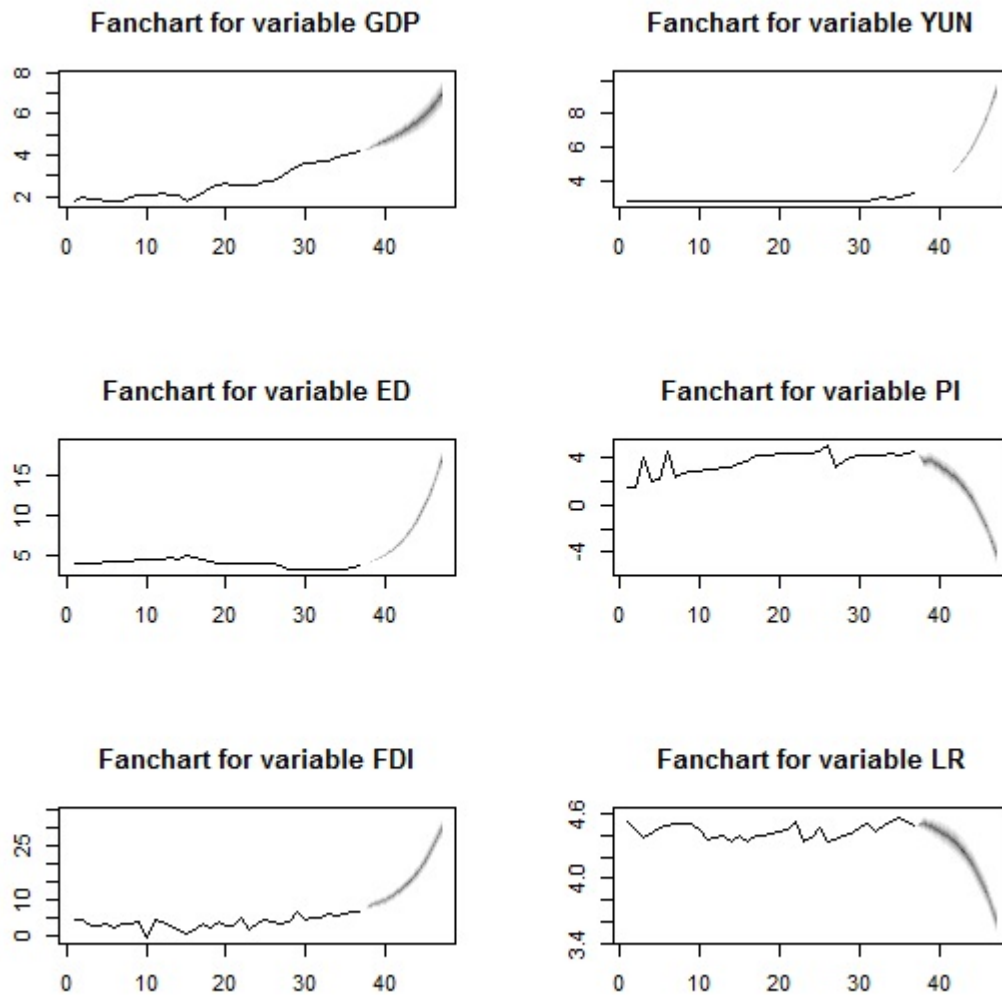 Fanchart for variable GDP
8
6
4
2
0 10 20 30 40
Fanchart for variable YUN
8
6
4
0 10 20 30 40
Fanchart for variable ED
15
10
5
0 10 20 30 40
Fanchart for variable PI
4
0
-4
0 10 20 30 40
Fanchart for variable FDI
25
10
0
0 10 20 30 40
Fanchart for variable LR
4.6
4.0
3.4
0 10 20 30 40